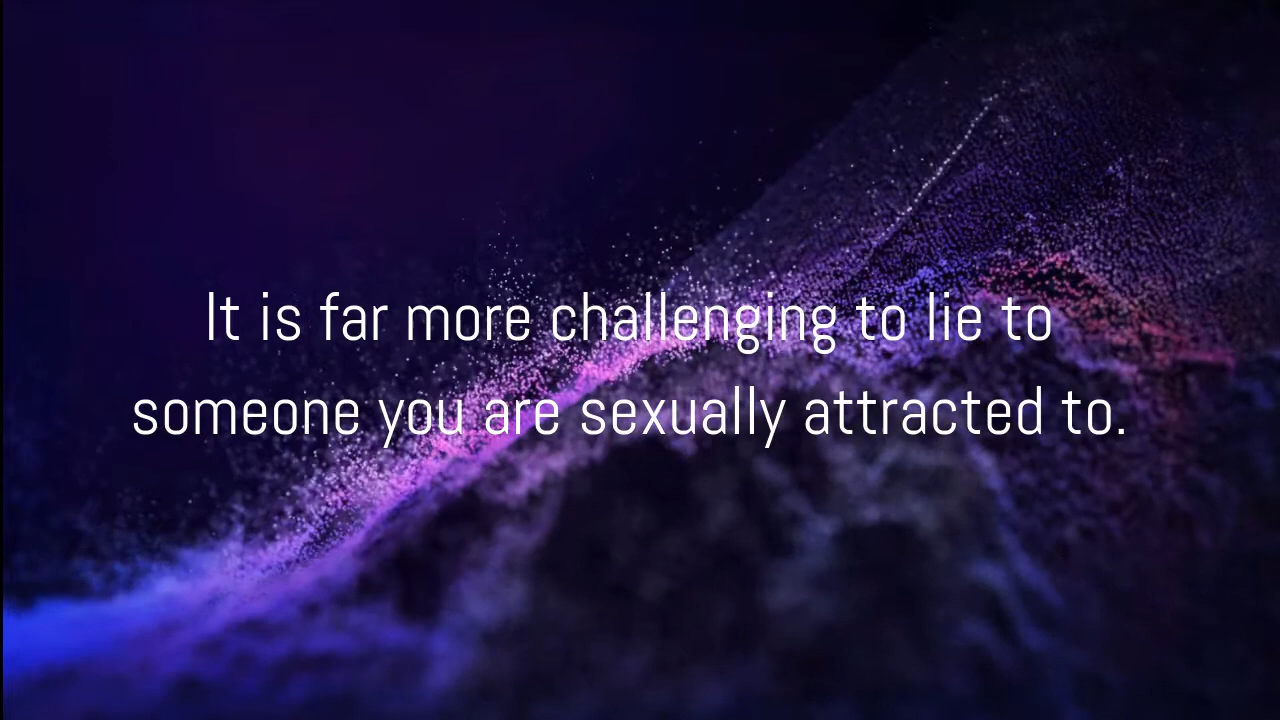 It is far more challenging to lie to
someone you are sexually attracted to.